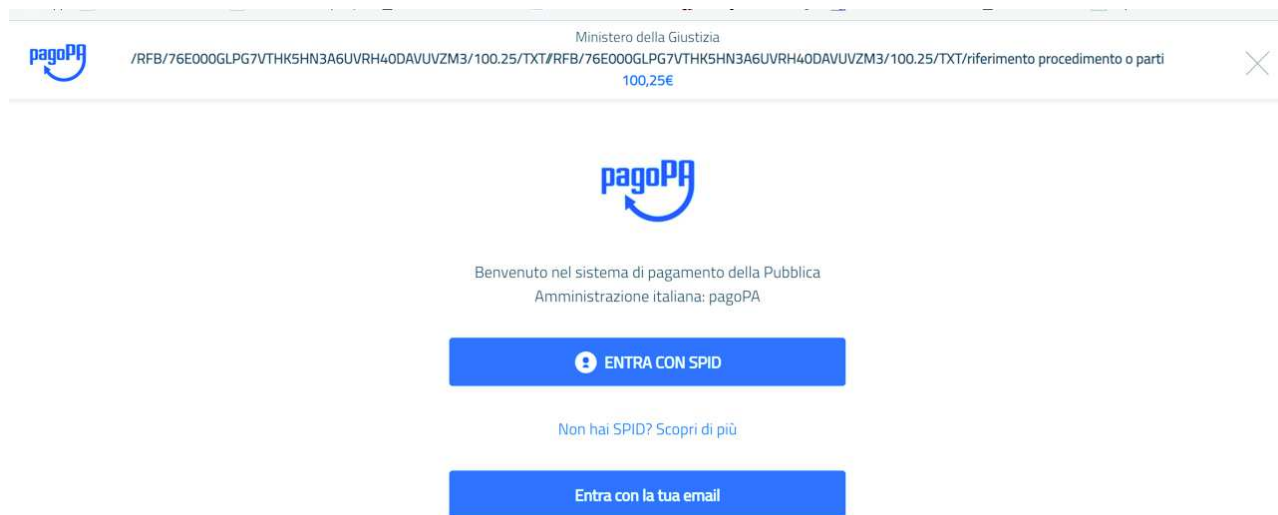 Ministero della Giustizia
pagoPA
/RFB/76E000GLPG7VTHK5HN3A6UVRH40DAVUVZM3/100.25/TXT//RFB/76E000GLPG7VTHK5HN3A6UVRH40DAVUVZM3/100.25/TXT/riferimento procedimento o parti
100,25€
pagoPA
Benvenuto nel sistema di pagamento della Pubblica
Amministrazione italiana: pagoPA
ENTRA CON SPID
Non hai SPID? Scopri di più
Entra con la tua email